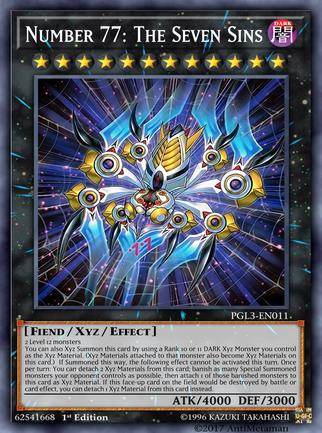 NUMBER 77: THE SEVEN SINS
DARK
闇
77
PGL3-EN011
[FIEND / XYZ / EFFECT]
2 Level 12 monsters
You can also Xyz Summon this card by using a Rank 10 or 11 DARK Xyz Monster you control
as the Xyz Material. (Xyz Materials attached to that monster also become Xyz Materials on
this card.) If Summoned this way, the following effect cannot be activated this turn. Once
per turn: You can detach 2 Xyz Materials from this card; banish as many Special Summoned
monsters your opponent controls as possible, then attach 1 of those banished monsters to
this card as Xyz Material. If this face-up card on the field would be destroyed by battle or
card effect, you can detach 1 Xyz Material from this card instead.
ATK/4000 DEF/3000
62541668 1st Edition ©1996 KAZUKI TAKAHASHI
©2017 AntiMetaman